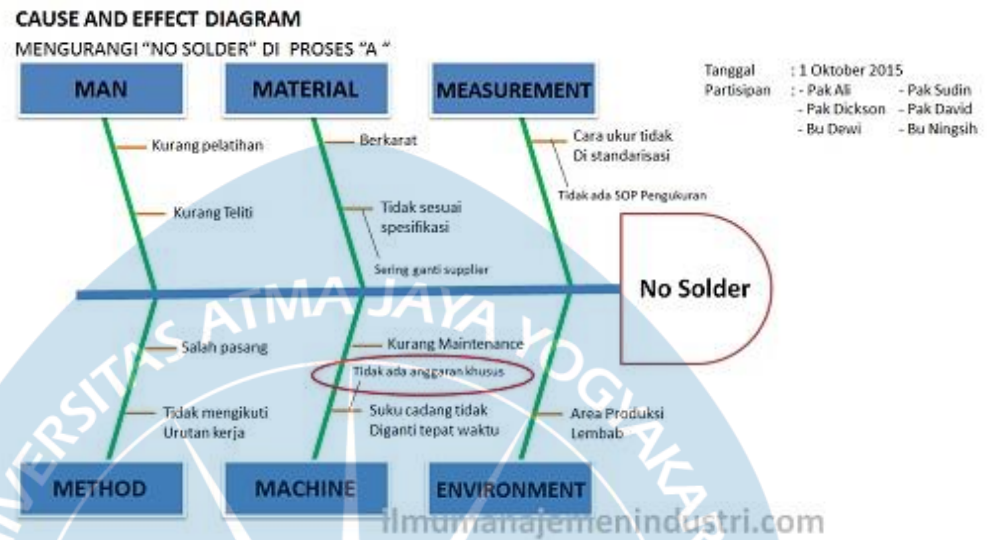 CAUSE AND EFFECT DIAGRAM
MENGURANGI "NO SOLDER" DI PROSES "A "
Tanggal : 1 Oktober 2015
Partisipan : - Pak Ali - Pak Sudin
- Pak Dickson - Pak David
- Bu Dewi - Bu Ningsih
MAN
MATERIAL
MEASUREMENT
Kurang pelatihan
Kurang Teliti
Berkarat
Tidak sesuai
spesifikasi
Sering ganti supplier
Cara ukur tidak
Di standarisasi
Tidak ada SOP Pengukuran
No Solder
Salah pasang
Tidak mengikuti
Urutan kerja
Kurang Maintenance
Tidak ada anggaran khusus
Suku cadang tidak
Diganti tepat waktu
Area Produksi
Lembab
METHOD
MACHINE
ENVIRONMENT
ilmumanajemenindustri.com